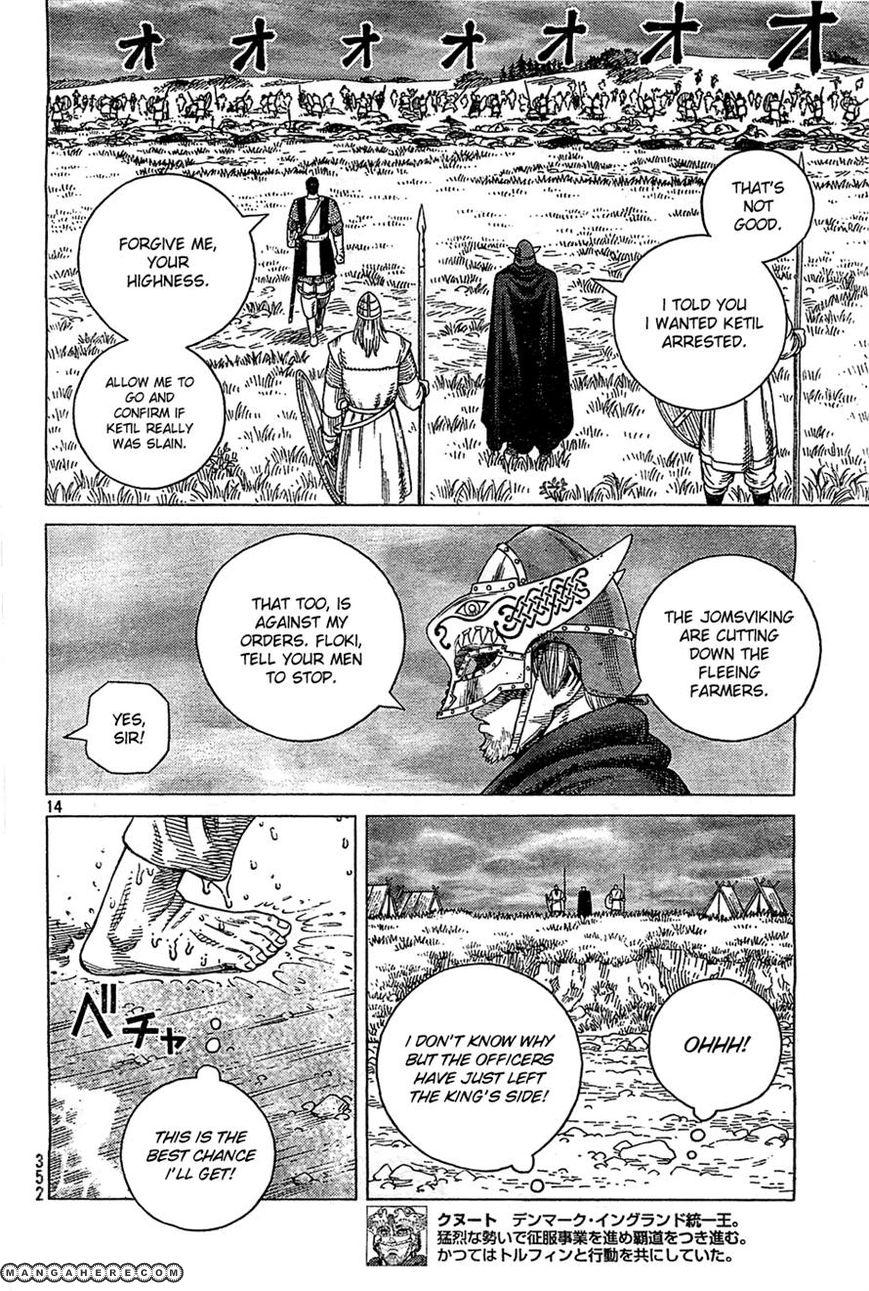 オ オ オ オ オ オ オ
THAT'S
NOT
GOOD.
I TOLD YOU
I WANTED KETIL
ARRESTED.
FORGIVE ME,
YOUR
HIGHNESS.
ALLOW ME TO
GO AND
CONFIRM IF
KETIL REALLY
WAS SLAIN.
THE JOMSVIKING
ARE CUTTING
DOWN THE
FLEEING
FARMERS.
THAT TOO, IS
AGAINST MY
ORDERS. FLOKI,
TELL YOUR MEN
TO STOP.
YES,
SIR!
14
OHHH!
I DON'T KNOW WHY
BUT THE OFFICERS
HAVE JUST LEFT
THE KING'S SIDE!
ベチャ
THIS IS THE
BEST CHANCE
I'LL GET!
352
クヌート デンマーク・イングランド統一王。
猛烈な勢いで征服事業を進め覇道をつき進む。
かつてはトルフィンと行動を共にしていた。
MANGAHERE.COM